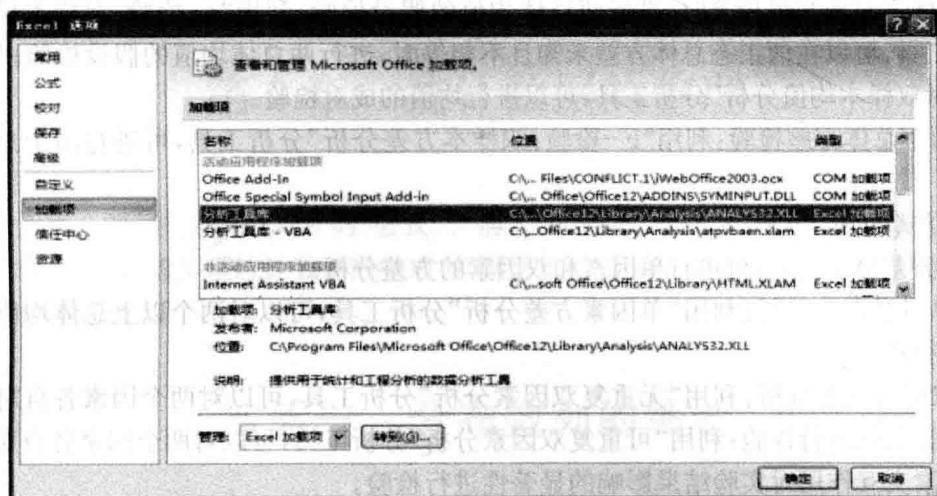 Excel 选项
常用
公式
校对
保存
高级
自定义
加载项
信任中心
资源
查看和管理 Microsoft Office 加载项。
加载项
名称 位置 类型
活动应用程序加载项
Office Add-In C:\... Files\CONFLICT.1\iWebOffice2003.ocx COM 加载项
Office Special Symbol Input Add-in C:\...Office\Office12\ADDINS\SYMINPUT.DLL COM 加载项
分析工具库 C:\...\Office12\Library\Analysis\ANALYS32.XLL Excel 加载项
分析工具库 - VBA C:\...Office12\Library\Analysis\atpvbaen.xlam Excel 加载项
非活动应用程序加载项
Internet Assistant VBA C:\...soft Office\Office12\Library\HTML.XLAM Excel 加载项
加载项: 分析工具库
发布者: Microsoft Corporation
位置: C:\Program Files\Microsoft Office\Office12\Library\Analysis\ANALYS32.XLL
说明: 提供用于统计和工程分析的数据分析工具
管理: Excel 加载项 转到(G)...
确定 取消